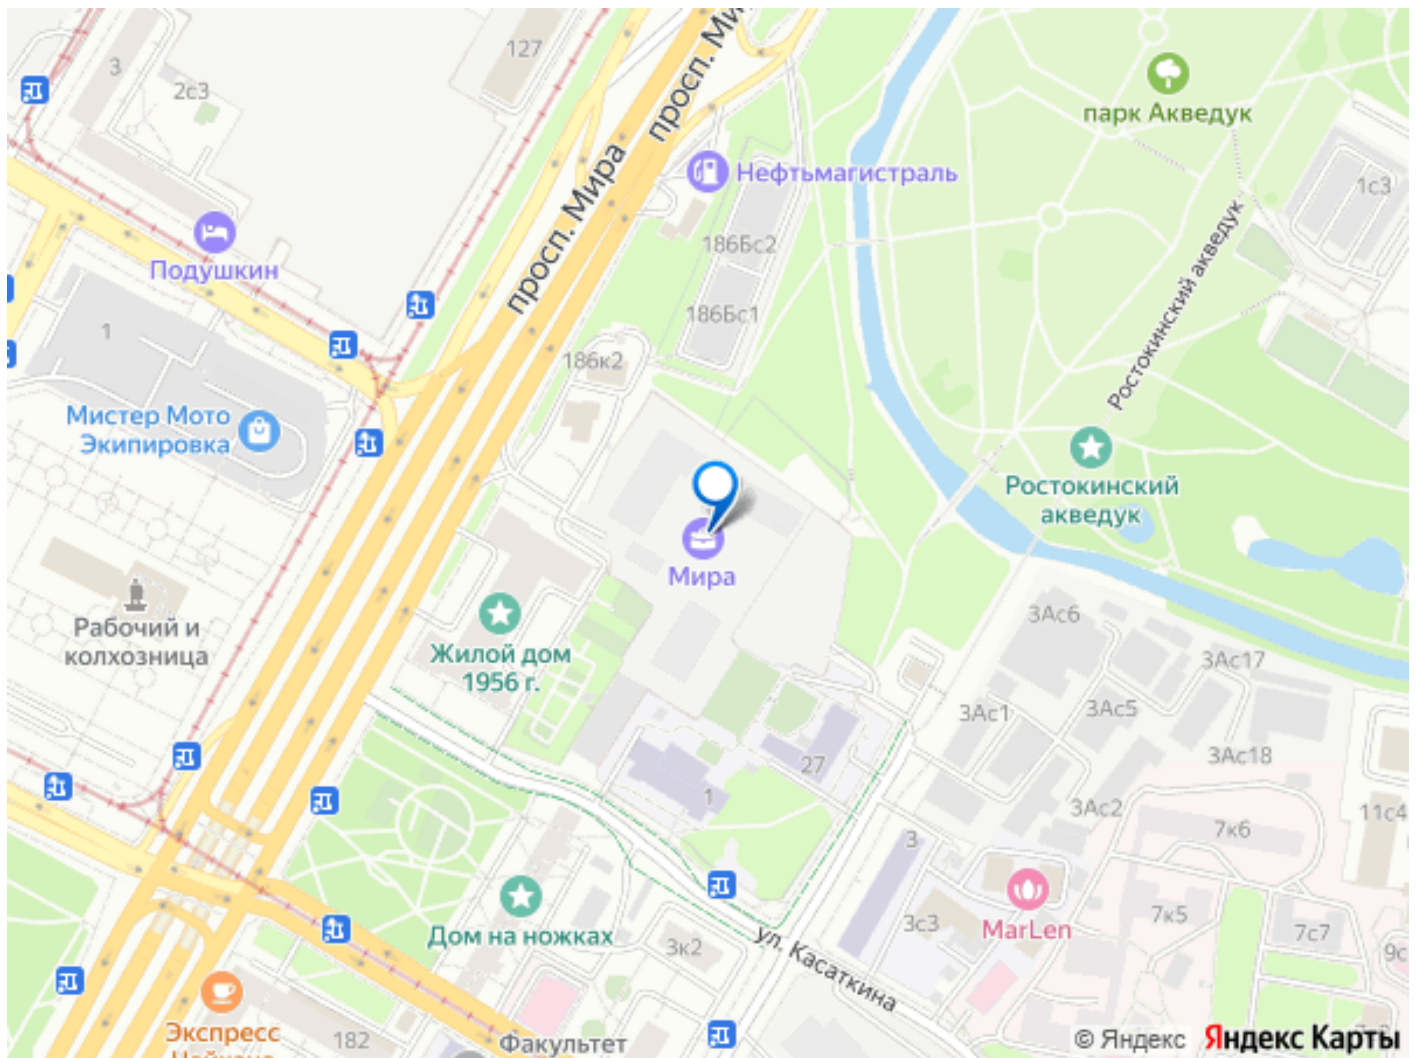 127
просп. Мира
3
2с3
парк Акведук
Нефтьмагистраль
просп. Мира
1с3
Подушкин
186Бс2
Ростокинский акведук
186Бс1
1
186к2
Мистер Мото
Экипировка
Ростокинский
акведук
Мира
Рабочий и
колхозница
Жилой дом
1956 г.
3Ас6
3Ас17
3Ас1
3Ас5
3Ас18
27
1
3Ас2
11с4
7к6
3
MarLen
7к5
3с3
7с7
Дом на ножках
3к2
ул. Касаткина
9с
Экспресс
182
Факультет
© Яндекс Яндекс Карты